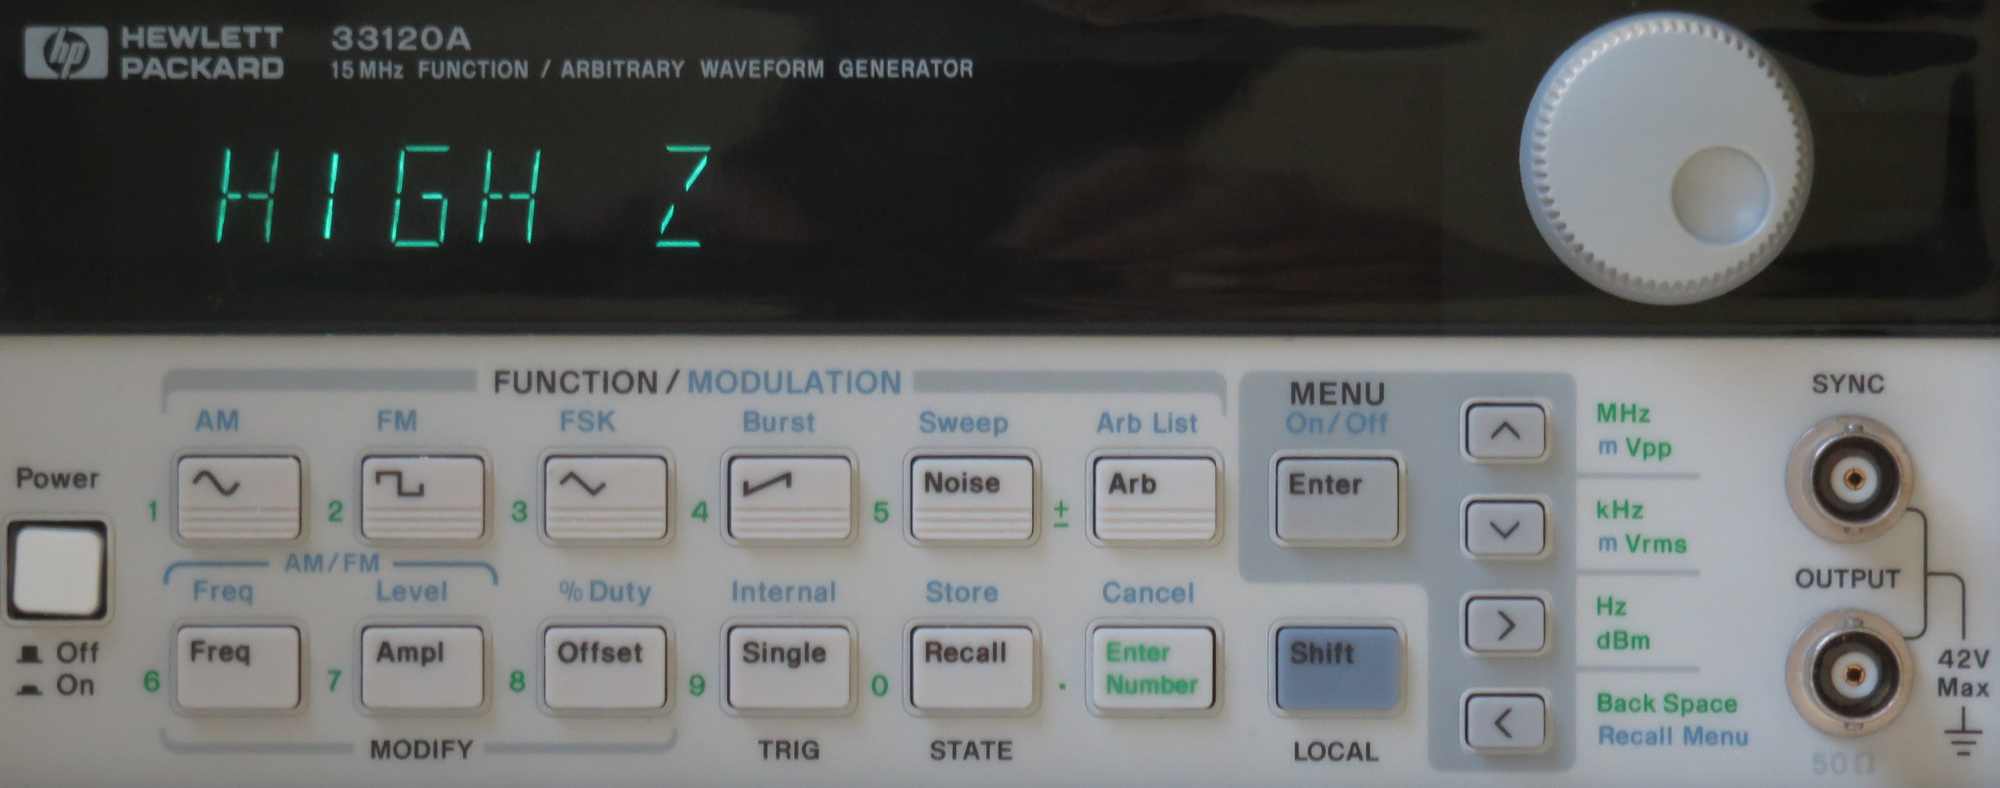 hp HEWLETT PACKARD
33120A
15 MHz FUNCTION / ARBITRARY WAVEFORM GENERATOR
HIGH Z
FUNCTION / MODULATION
MENU
SYNC
AM FM FSK Burst Sweep Arb List On/Off
MHz
m Vpp
Power
1 2 3 4 5 Noise ± Arb Enter
kHz
m Vrms
AM/FM
OUTPUT
Freq Level % Duty Internal Store Cancel
Hz
dBm
Off
On
6 Freq 7 Ampl 8 Offset 9 Single 0 Recall . Enter Number Shift
42V
Max
Back Space
Recall Menu
MODIFY TRIG STATE LOCAL
50Ω